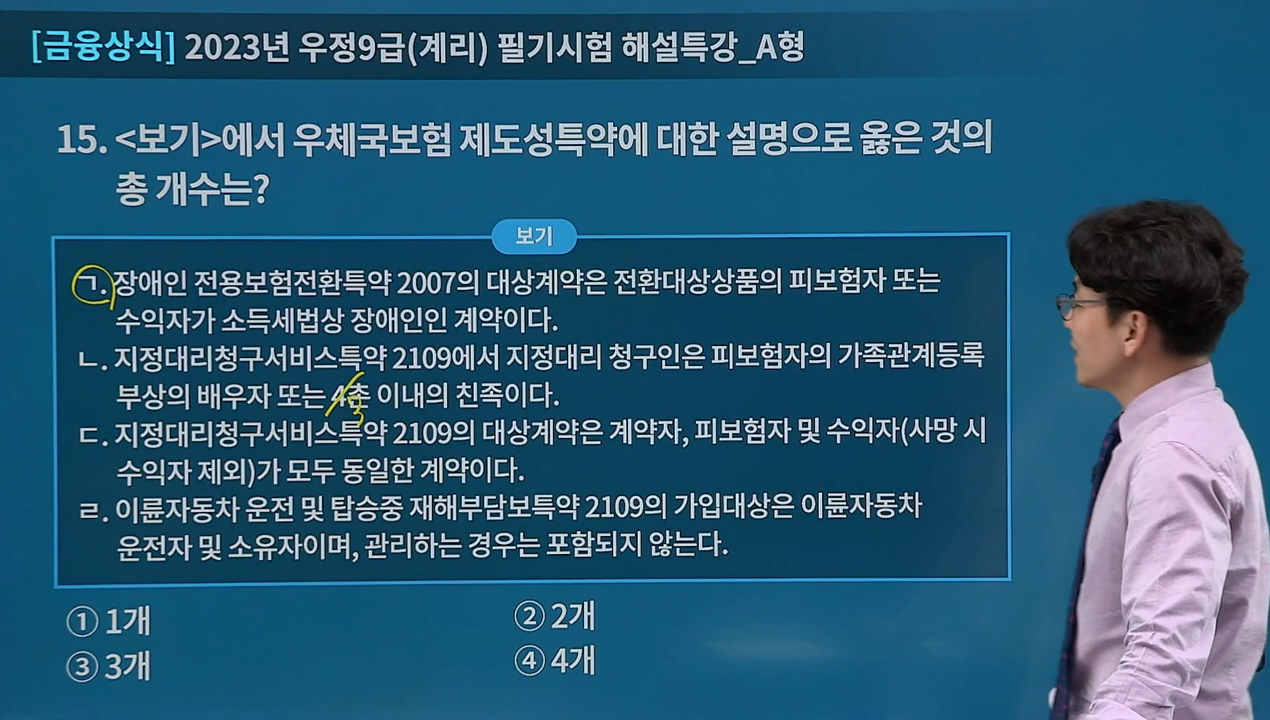 [금융상식] 2023년 우정9급(계리) 필기시험 해설특강_A형
15. <보기>에서 우체국보험 제도성특약에 대한 설명으로 옳은 것의
총 개수는?
보기
ㄱ. 장애인 전용보험전환특약 2007의 대상계약은 전환대상상품의 피보험자 또는
수익자가 소득세법상 장애인인 계약이다.
ㄴ. 지정대리청구서비스특약 2109에서 지정대리 청구인은 피보험자의 가족관계등록
부상의 배우자 또는 4촌 이내의 친족이다.
ㄷ. 지정대리청구서비스특약 2109의 대상계약은 계약자, 피보험자 및 수익자(사망 시
수익자 제외)가 모두 동일한 계약이다.
ㄹ. 이륜자동차 운전 및 탑승중 재해부담보특약 2109의 가입대상은 이륜자동차
운전자 및 소유자이며, 관리하는 경우는 포함되지 않는다.
① 1개
② 2개
③ 3개
④ 4개